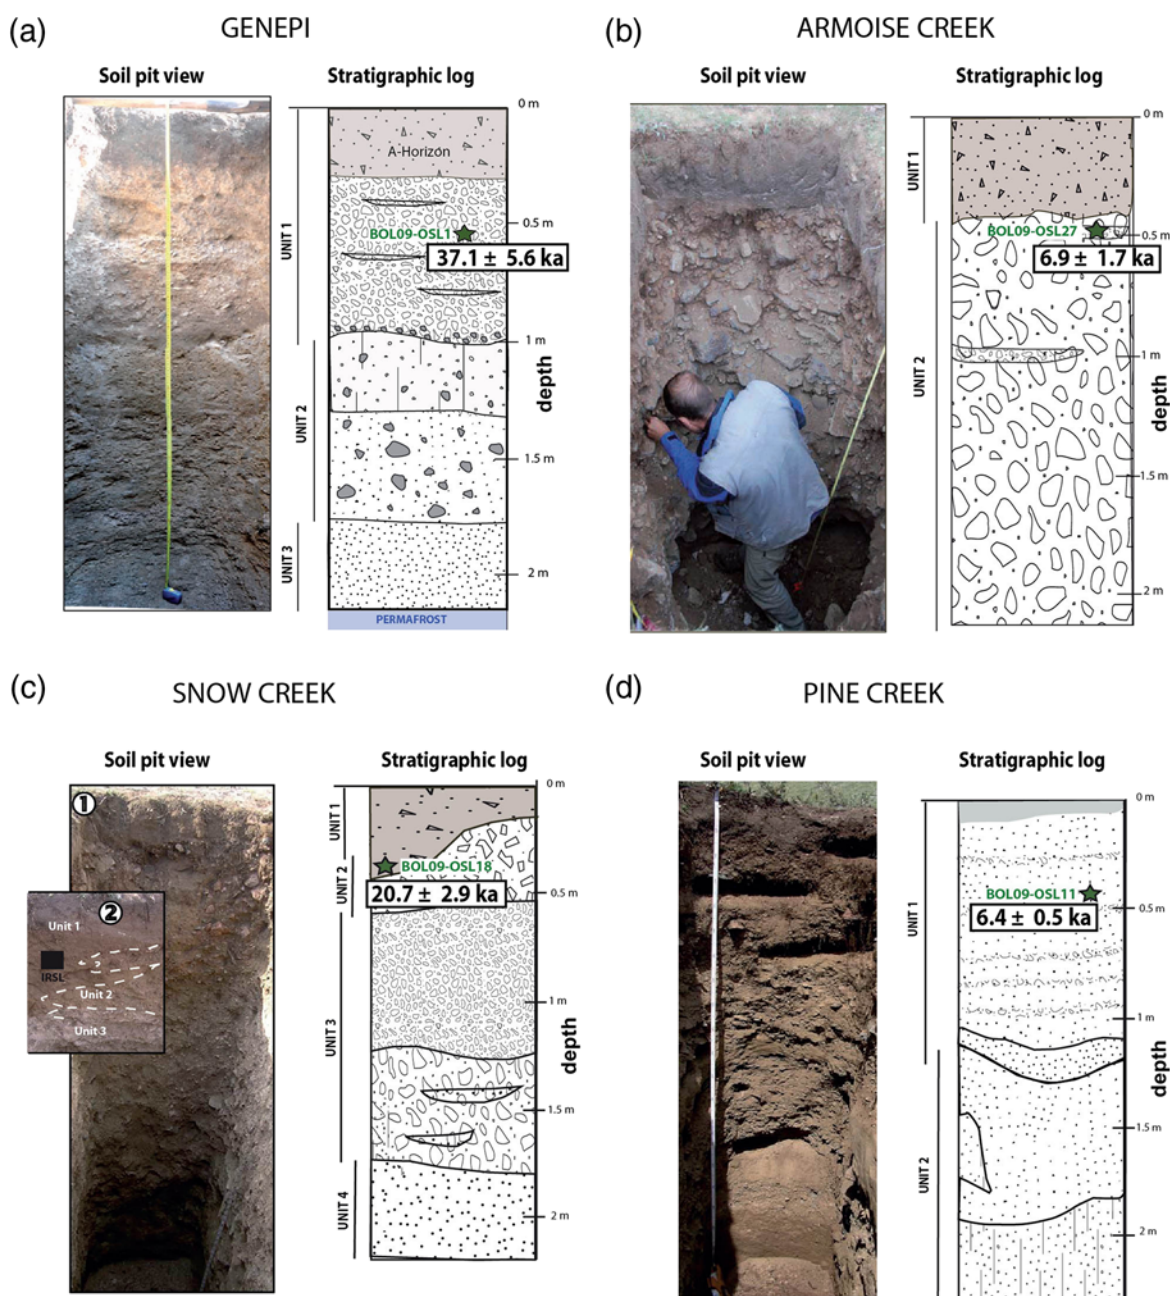 (a) GENEPI
Soil pit view
Stratigraphic log
0 m
A-Horizon
0.5 m
BOL09-OSL1
37.1 ± 5.6 ka
1 m
depth
1.5 m
2 m
UNIT 1
UNIT 2
UNIT 3
PERMAFROST
(b) ARMOISE CREEK
Soil pit view
Stratigraphic log
0 m
UNIT 1
BOL09-OSL27
0.5 m
6.9 ± 1.7 ka
1 m
UNIT 2
depth
1.5 m
2 m
(c) SNOW CREEK
Soil pit view
Stratigraphic log
1
2
Unit 1
?
IRSL
Unit 2
Unit 3
0 m
UNIT 1
UNIT 2
BOL09-OSL18
20.7 ± 2.9 ka
0.5 m
1 m
UNIT 3
depth
1.5 m
UNIT 4
2 m
(d) PINE CREEK
Soil pit view
Stratigraphic log
0 m
UNIT 1
BOL09-OSL11
0.5 m
6.4 ± 0.5 ka
1 m
depth
1.5 m
UNIT 2
2 m